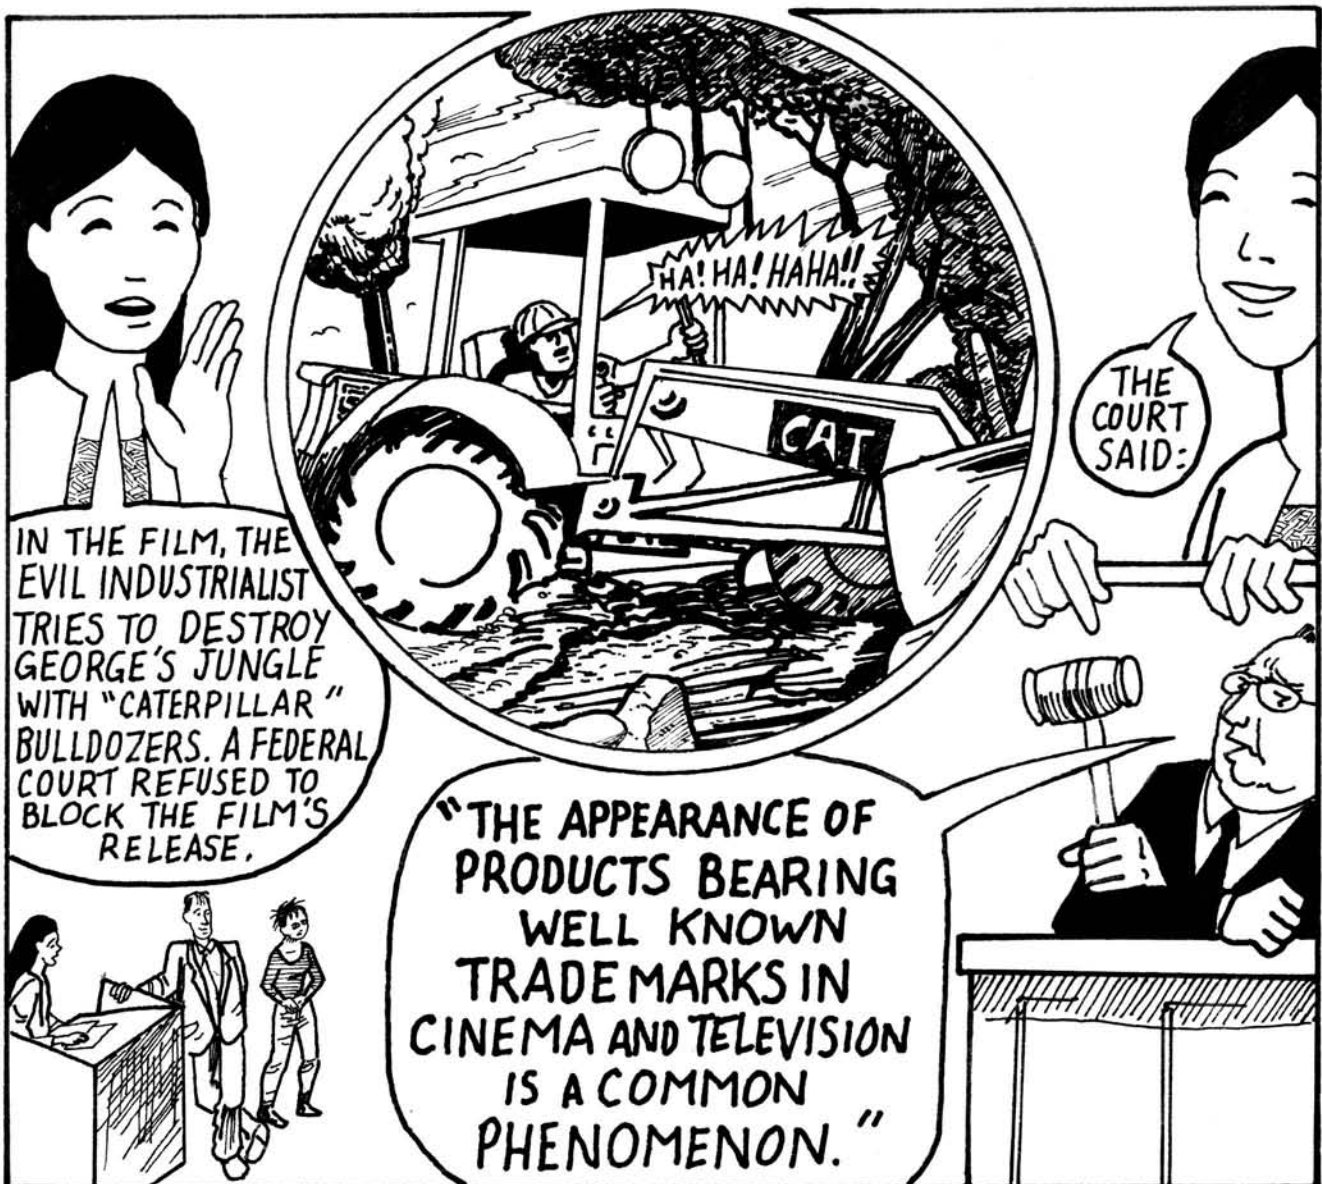 IN THE FILM, THE
EVIL INDUSTRIALIST
TRIES TO DESTROY
GEORGE'S JUNGLE
WITH "CATERPILLAR"
BULLDOZERS. A FEDERAL
COURT REFUSED TO
BLOCK THE FILM'S
RELEASE.
HA! HA! HAHA!!
CAT
THE
COURT
SAID:
"THE APPEARANCE OF
PRODUCTS BEARING
WELL KNOWN
TRADEMARKS IN
CINEMA AND TELEVISION
IS A COMMON
PHENOMENON."